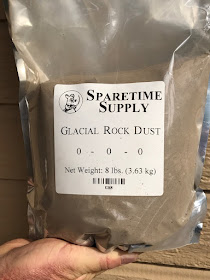 SPARETIME
SUPPLY
GLACIAL ROCK DUST
0 - 0 - 0
Net Weight: 8 lbs. (3.63 kg)